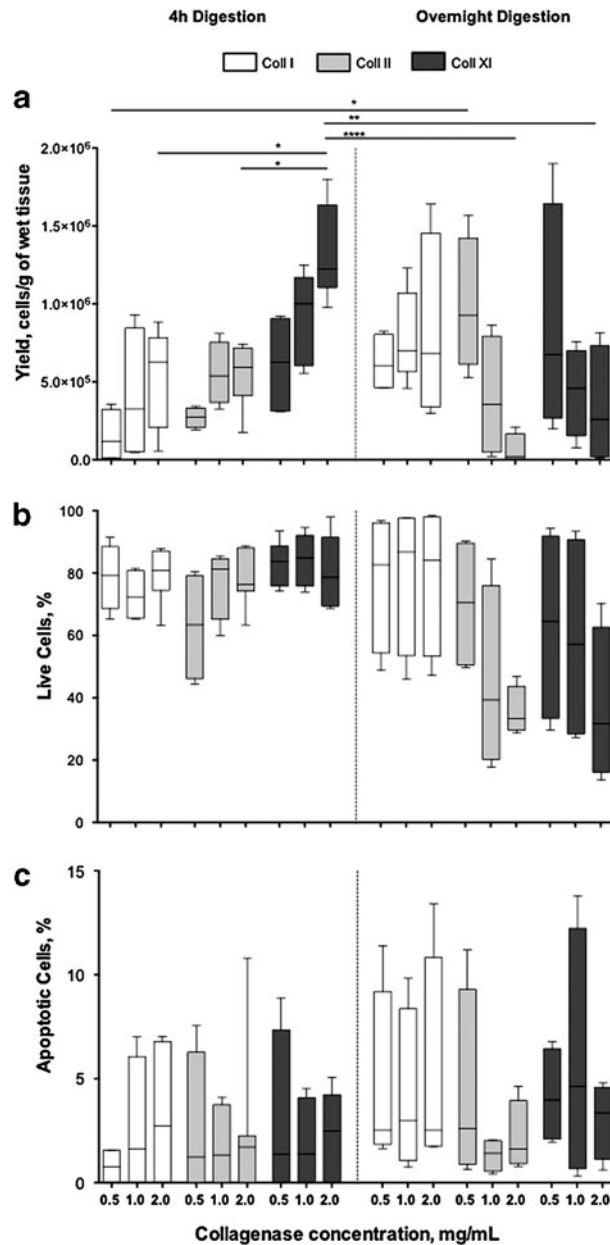 4h Digestion Overnight Digestion
Coll I Coll II Coll XI
a
*
**
****
*
*
Yield, cells/g of wet tissue
2.0×10⁶
1.5×10⁶
1.0×10⁶
5.0×10⁵
0.0
b
Live Cells, %
100
80
60
40
20
0
c
Apoptotic Cells, %
15
10
5
0
0.5 1.0 2.0 0.5 1.0 2.0 0.5 1.0 2.0 0.5 1.0 2.0 0.5 1.0 2.0 0.5 1.0 2.0
Collagenase concentration, mg/mL